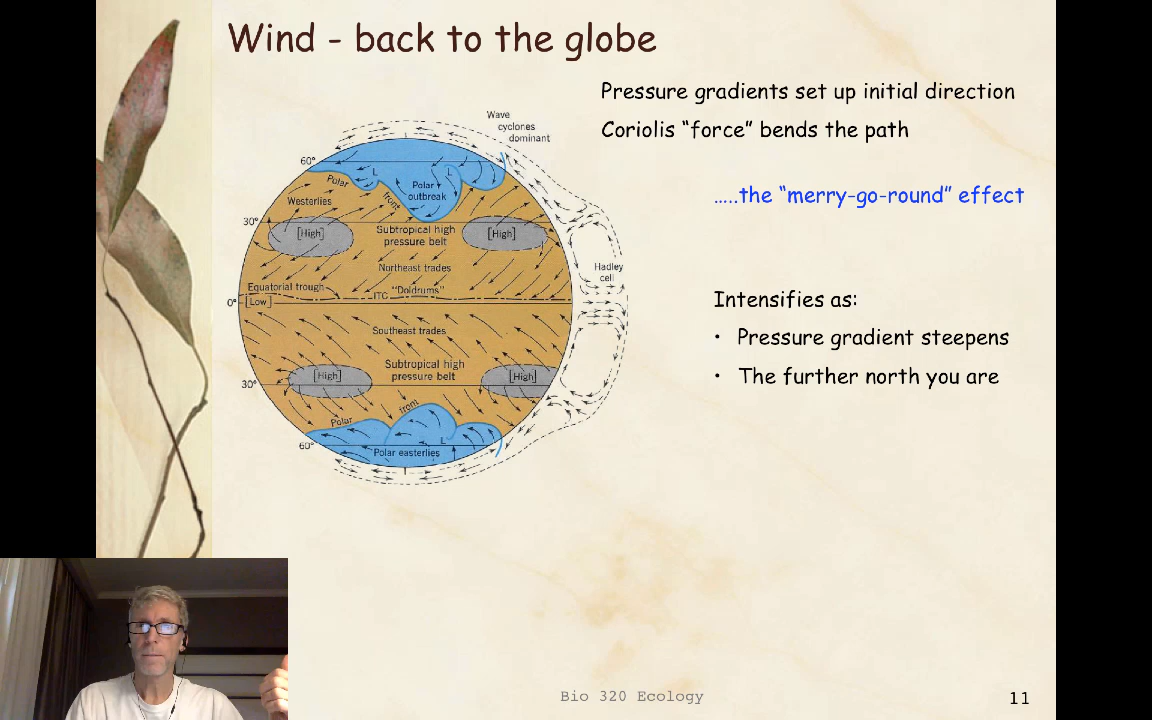 Wind - back to the globe
Pressure gradients set up initial direction
Coriolis “force” bends the path
…..the “merry-go-round” effect
Intensifies as:
• Pressure gradient steepens
• The further north you are
Wave
cyclones
dominant
60°
L
L
Polar
front
Polar
outbreak
Westerlies
30°
[High]
Subtropical high
pressure belt
[High]
Northeast trades
Hadley
cell
Equatorial trough
"Doldrums"
ITC
0°
[Low]
Southeast trades
Subtropical high
pressure belt
30°
[High]
[High]
Polar
front
L
60°
Polar easterlies
Bio 320 Ecology
11